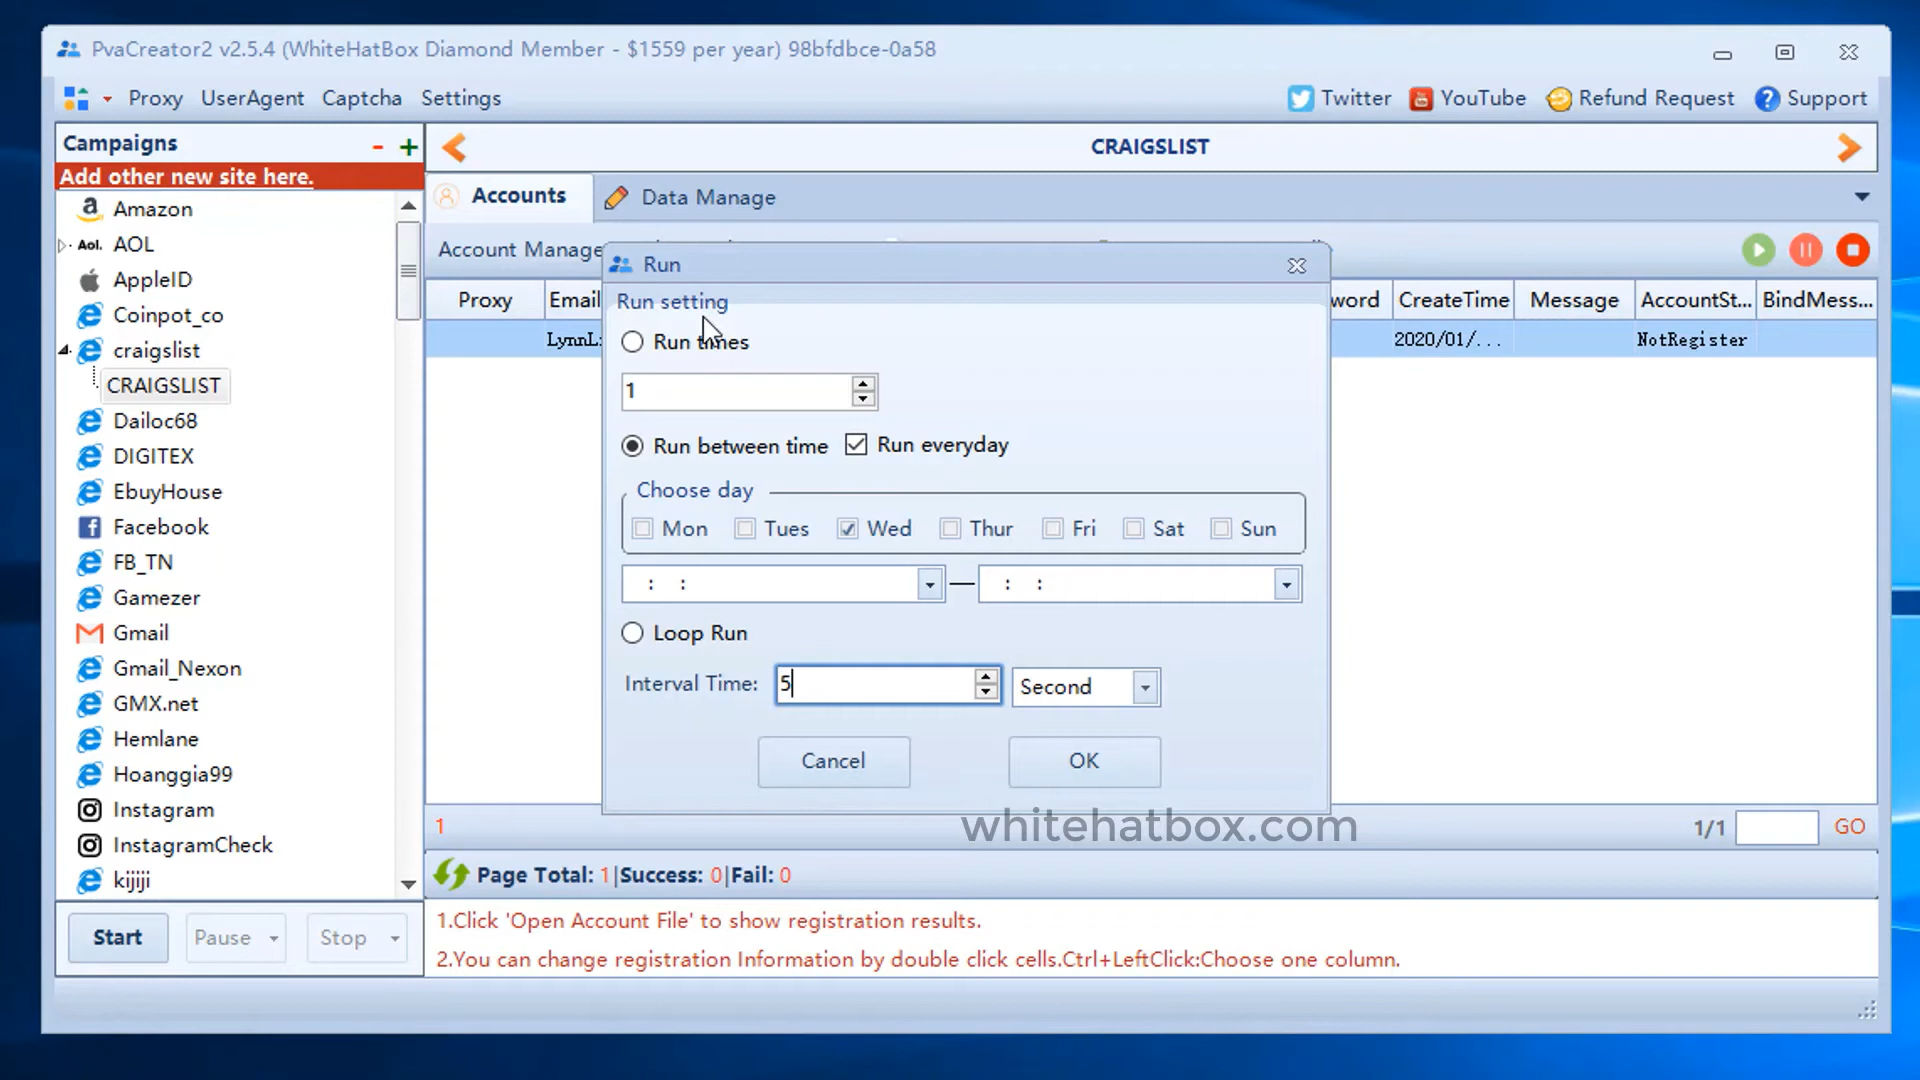 PvaCreator2 v2.5.4 (WhiteHatBox Diamond Member - $1559 per year) 98bfdbce-0a58
Proxy UserAgent Captcha Settings Twitter YouTube Refund Request Support
Campaigns - +
CRAIGSLIST
Add other new site here.
Accounts Data Manage
Amazon
Aol. AOL
AppleID
Coinpot_co
craigslist
CRAIGSLIST
Dailoc68
DIGITEX
EbuyHouse
Facebook
FB_TN
Gamezer
Gmail
Gmail_Nexon
GMX.net
Hemlane
Hoanggia99
Instagram
InstagramCheck
kijiji
Start Pause Stop
Account Manage
Proxy Email word CreateTime Message AccountSt... BindMess...
LynnL 2020/01/... NotRegister
Run
Run setting
Run times
1
Run between time Run everyday
Choose day
Mon Tues Wed Thur Fri Sat Sun
: : — : :
Loop Run
Interval Time: 5 Second
Cancel OK
whitehatbox.com
1 1/1 GO
Page Total: 1|Success: 0|Fail: 0
1.Click 'Open Account File' to show registration results.
2.You can change registration Information by double click cells.Ctrl+LeftClick:Choose one column.